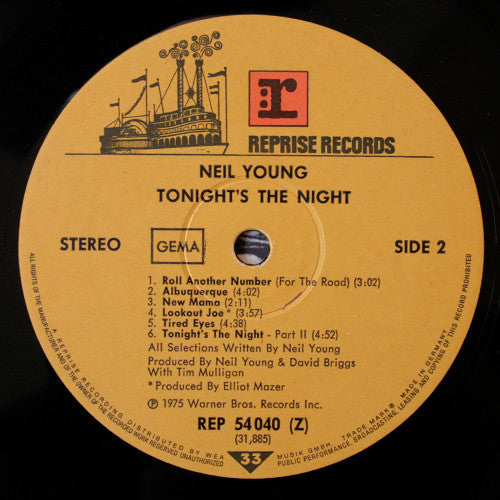 r
REPRISE RECORDS
NEIL YOUNG
TONIGHT'S THE NIGHT
STEREO
GEMA
SIDE 2
1. Roll Another Number (For The Road) (3:02)
2. Albuquerque (4:02)
3. New Mama (2:11)
4. Lookout Joe* (3:57)
5. Tired Eyes (4:38)
6. Tonight's The Night - Part II (4:52)
All Selections Written By Neil Young
Produced By Neil Young & David Briggs
With Tim Mulligan
*Produced By Elliot Mazer
℗ 1975 Warner Bros. Records Inc.
REP 54 040 (Z)
(31,885)
33
A REPRISE RECORD DISTRIBUTED BY WEA MUSIK GMBH TRADE MARK® MADE IN GERMANY
ALL RIGHTS OF THE MANUFACTURER AND OF THE OWNER OF THE RECORDED WORK RESERVED. UNAUTHORIZED PUBLIC PERFORMANCE, BROADCASTING, LEASING AND COPYING OF THIS RECORD PROHIBITED